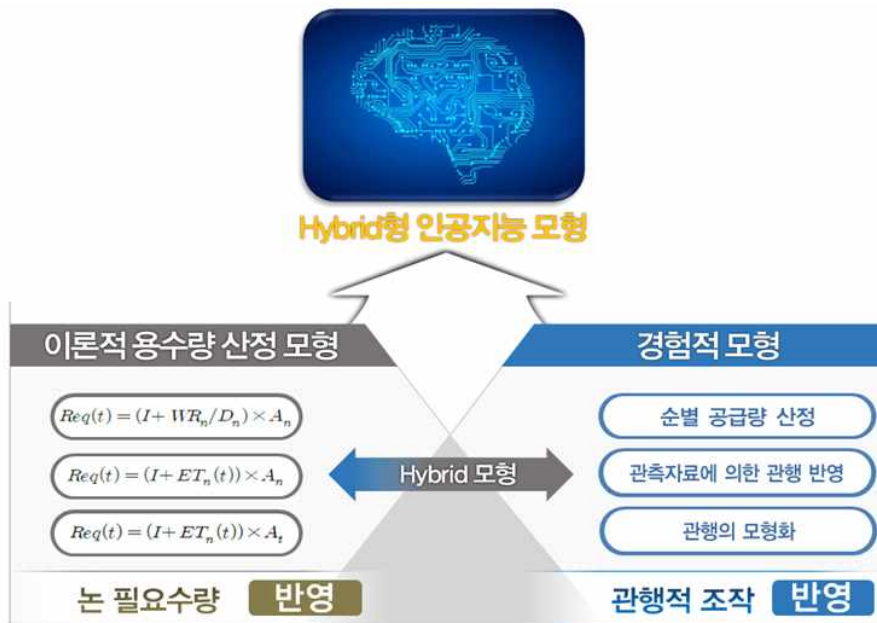 Hybrid형 인공지능 모형
이론적 용수량 산정 모형
Req(t) = (I + WR_n/D_n) × A_n
Req(t) = (I + ET_n(t)) × A_n
Req(t) = (I + ET_n(t)) × A_t
논 필요수량 반영
Hybrid 모형
경험적 모형
순별 공급량 산정
관측자료에 의한 관행 반영
관행의 모형화
관행적 조작 반영